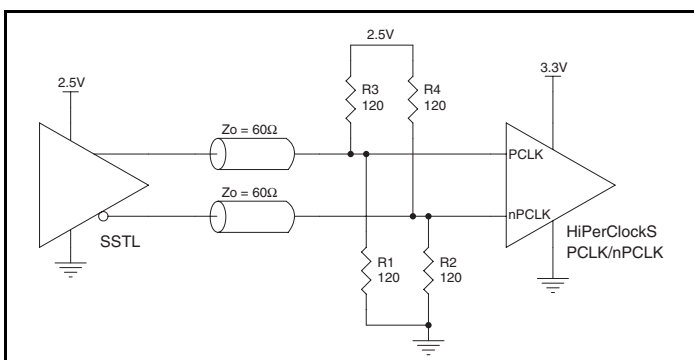 2.5V
2.5V
3.3V
R3
120
R4
120
Zo = 60Ω
PCLK
Zo = 60Ω
nPCLK
SSTL
HiPerClockS
PCLK/nPCLK
R1
120
R2
120